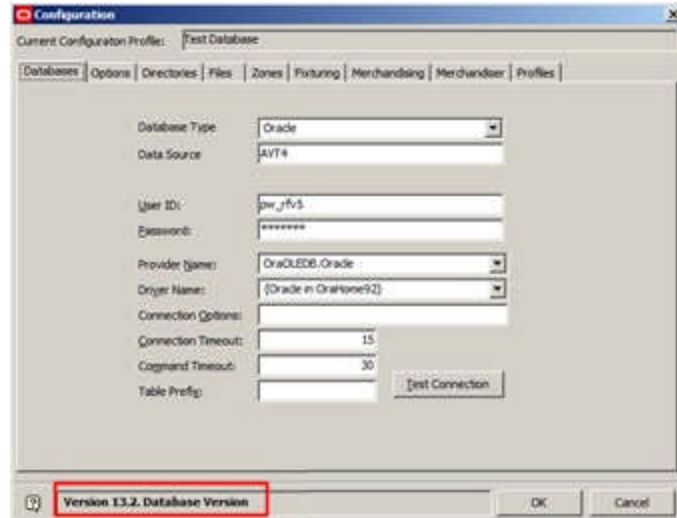 Configuration
Current Configuraton Profile: Test Database
Databases Options Directories Files Zones Fixturing Merchandising Merchandiser Profiles
Database Type Oracle
Data Source AVT4
User ID: pw_rfv5
Password: *******
Provider Name: OraOLEDB.Oracle
Driver Name: {Oracle in OraHome92}
Connection Options:
Connection Timeout: 15
Command Timeout: 30
Table Prefix: Test Connection
Version 13.2. Database Version OK Cancel